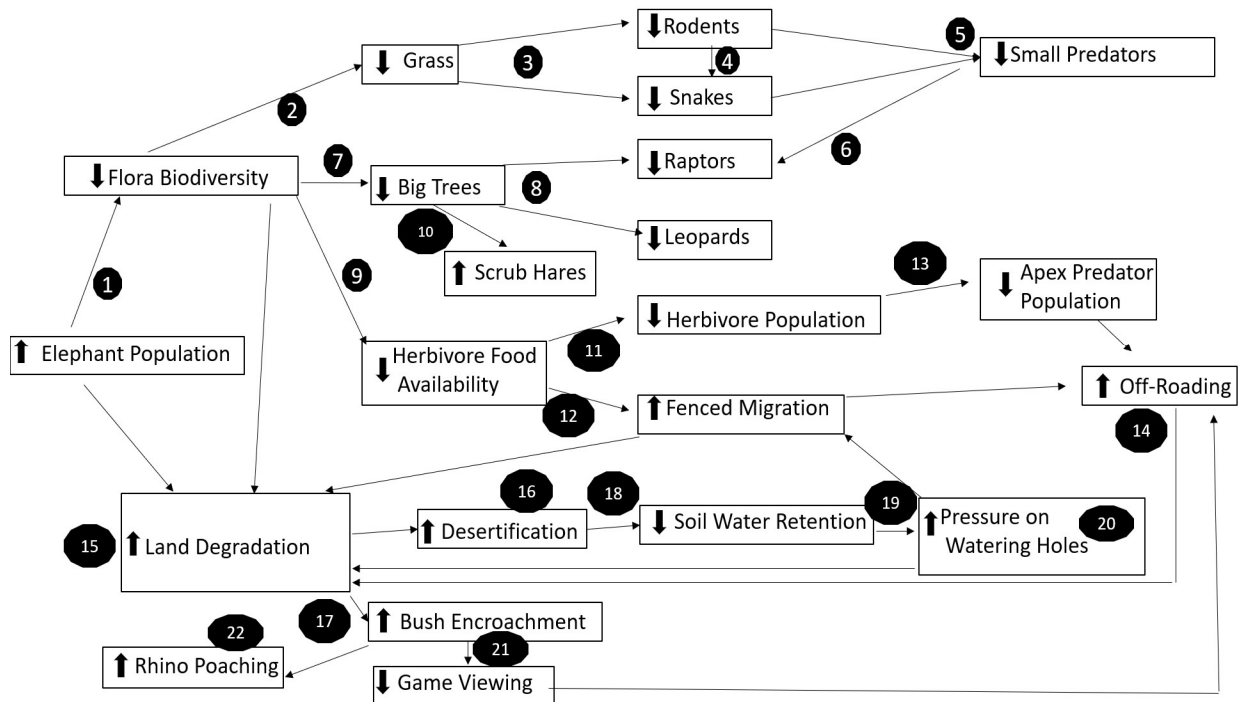 Rodents
5
Small Predators
Grass
3
4
Snakes
2
6
7
Raptors
Flora Biodiversity
Big Trees
8
10
Leopards
Scrub Hares
9
13
Apex Predator
Population
1
Herbivore Population
Elephant Population
11
Herbivore Food
Availability
Off-Roading
12
Fenced Migration
14
16
18
19
Desertification
Soil Water Retention
Pressure on
Watering Holes
20
15
Land Degradation
17
Bush Encroachment
22
21
Rhino Poaching
Game Viewing